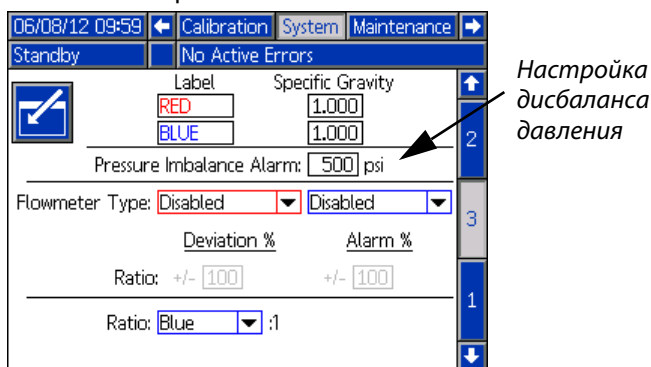 06/08/12 09:59 Calibration System Maintenance
Standby No Active Errors
Label Specific Gravity
RED 1.000
BLUE 1.000
Pressure Imbalance Alarm: 500 psi
Flowmeter Type: Disabled Disabled
Deviation % Alarm %
Ratio: +/- 100 +/- 100
Ratio: Blue :1
2
3
1
Настройка
дисбаланса
давления